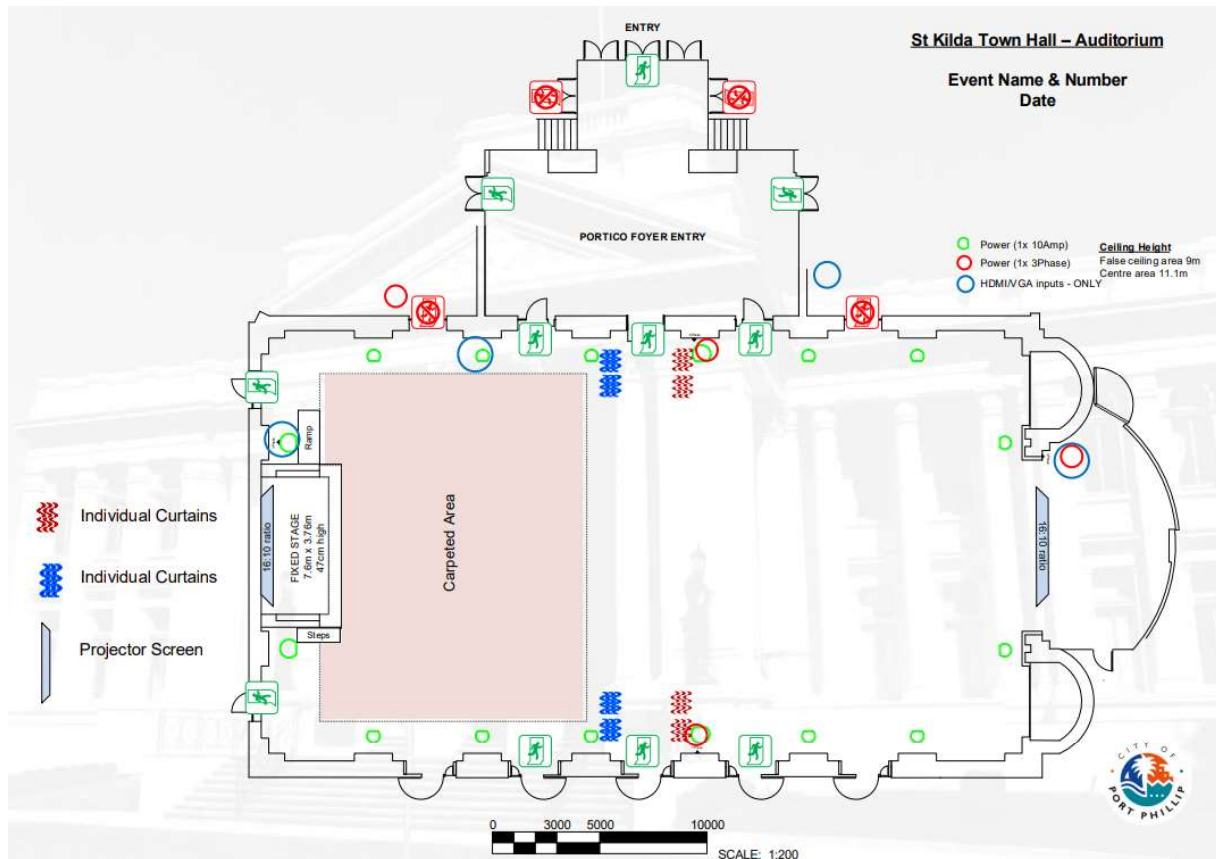 ENTRY
St Kilda Town Hall – Auditorium
Event Name & Number
Date
PORTICO FOYER ENTRY
Power (1x 10Amp)
Power (1x 3Phase)
HDMI/VGA inputs - ONLY
Ceiling Height
False ceiling area 9m
Centre area 11.1m
Ramp
16:10 ratio
FIXED STAGE
7.6m x 3.76m
47cm high
Steps
Carpeted Area
16:10 ratio
Individual Curtains
Individual Curtains
Projector Screen
CITY OF
PORT PHILLIP
0 3000 5000 10000
SCALE: 1:200